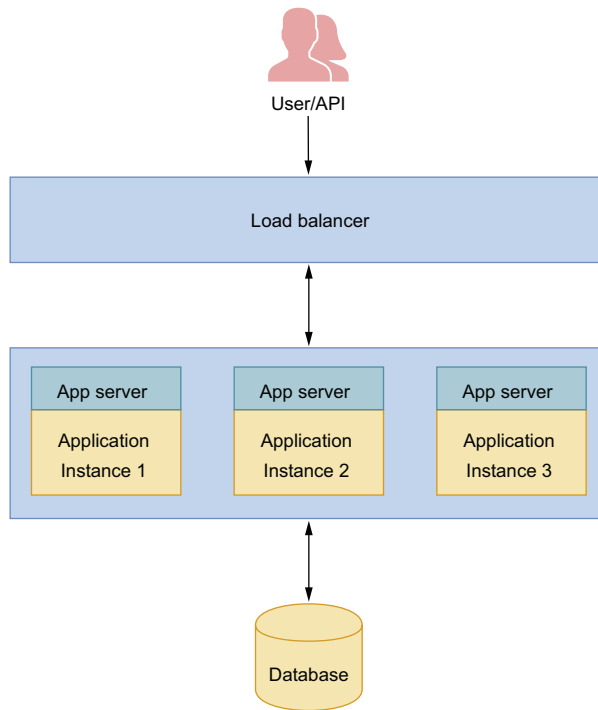 User/API
Load balancer
App server
App server
App server
Application
Instance 1
Application
Instance 2
Application
Instance 3
Database